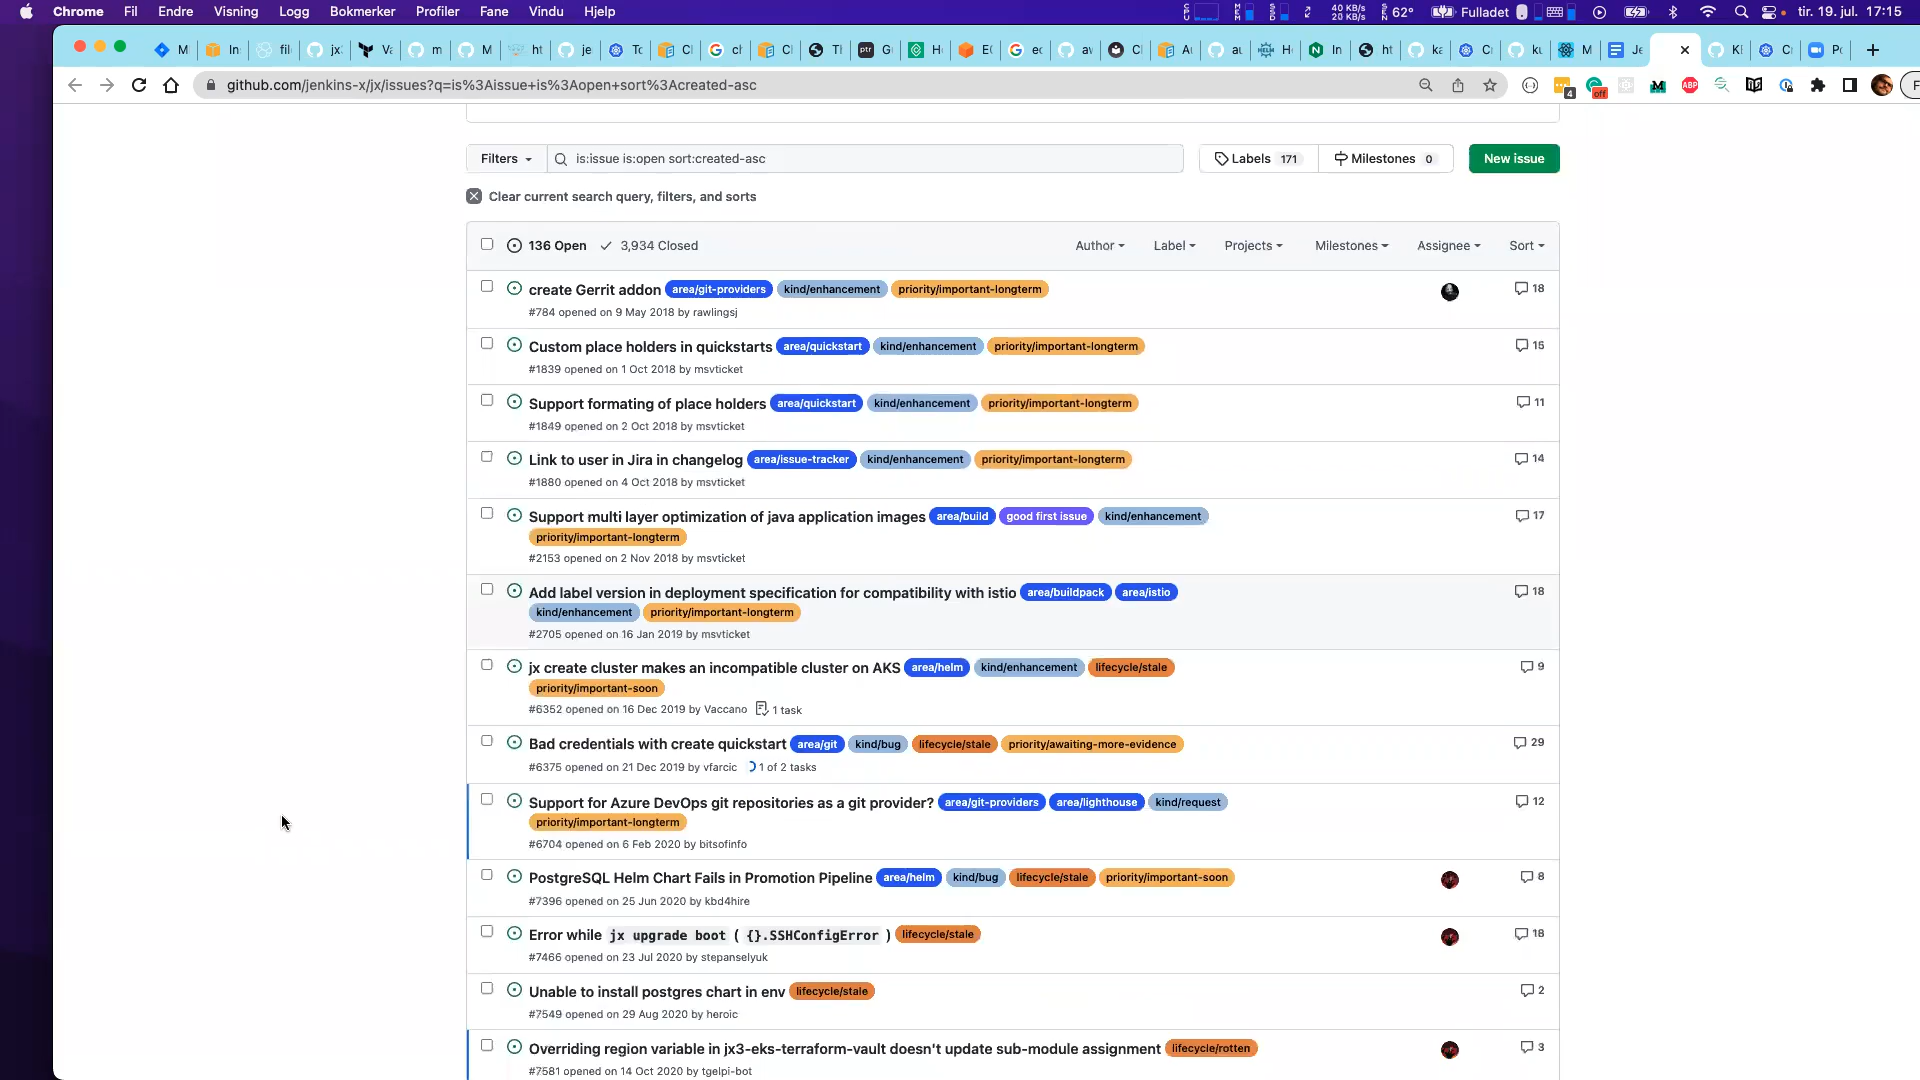 Chrome Fil Endre Visning Logg Bokmerker Profiler Fane Vindu Hjelp
40 KB/s
20 KB/s
62° Fulladet tir. 19. jul. 17:15
github.com/jenkins-x/jx/issues?q=is%3Aissue+is%3Aopen+sort%3Acreated-asc
4 off ABP
Filters is:issue is:open sort:created-asc Labels 171 Milestones 0 New issue
Clear current search query, filters, and sorts
136 Open 3,934 Closed Author Label Projects Milestones Assignee Sort
create Gerrit addon area/git-providers kind/enhancement priority/important-longterm 18
#784 opened on 9 May 2018 by rawlingsj
Custom place holders in quickstarts area/quickstart kind/enhancement priority/important-longterm 15
#1839 opened on 1 Oct 2018 by msvticket
Support formating of place holders area/quickstart kind/enhancement priority/important-longterm 11
#1849 opened on 2 Oct 2018 by msvticket
Link to user in Jira in changelog area/issue-tracker kind/enhancement priority/important-longterm 14
#1880 opened on 4 Oct 2018 by msvticket
Support multi layer optimization of java application images area/build good first issue kind/enhancement 17
priority/important-longterm
#2153 opened on 2 Nov 2018 by msvticket
Add label version in deployment specification for compatibility with istio area/buildpack area/istio 18
kind/enhancement priority/important-longterm
#2705 opened on 16 Jan 2019 by msvticket
jx create cluster makes an incompatible cluster on AKS area/helm kind/enhancement lifecycle/stale 9
priority/important-soon
#6352 opened on 16 Dec 2019 by Vaccano 1 task
Bad credentials with create quickstart area/git kind/bug lifecycle/stale priority/awaiting-more-evidence 29
#6375 opened on 21 Dec 2019 by vfarcic 1 of 2 tasks
Support for Azure DevOps git repositories as a git provider? area/git-providers area/lighthouse kind/request 12
priority/important-longterm
#6704 opened on 6 Feb 2020 by bitsofinfo
PostgreSQL Helm Chart Fails in Promotion Pipeline area/helm kind/bug lifecycle/stale priority/important-soon 8
#7396 opened on 25 Jun 2020 by kbd4hire
Error while jx upgrade boot ( {}.SSHConfigError ) lifecycle/stale 18
#7466 opened on 23 Jul 2020 by stepanselyuk
Unable to install postgres chart in env lifecycle/stale 2
#7549 opened on 29 Aug 2020 by heroic
Overriding region variable in jx3-eks-terraform-vault doesn't update sub-module assignment lifecycle/rotten 3
#7581 opened on 14 Oct 2020 by tgelpi-bot